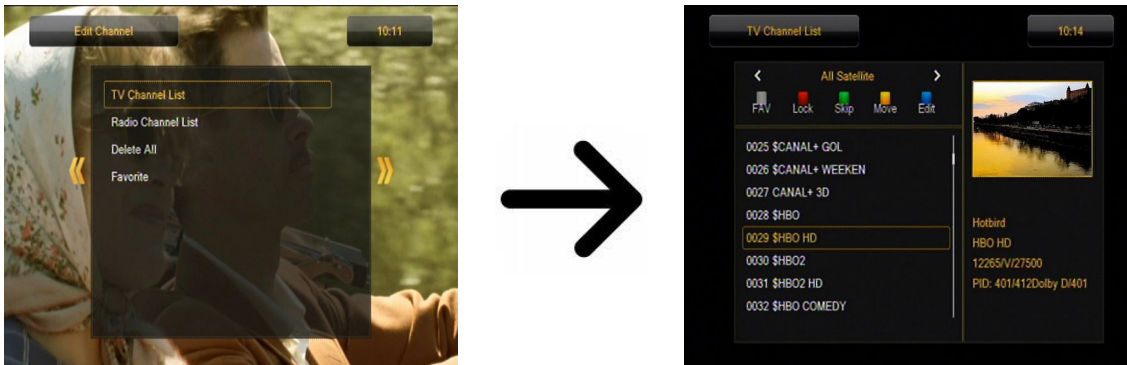 Edit Channel
10:11
TV Channel List
Radio Channel List
Delete All
Favorite
TV Channel List
10:14
All Satellite
FAV Lock Skip Move Edit
0025 $CANAL+ GOL
0026 $CANAL+ WEEKEN
0027 CANAL+ 3D
0028 $HBO
0029 $HBO HD
0030 $HBO2
0031 $HBO2 HD
0032 $HBO COMEDY
Hotbird
HBO HD
12265/V/27500
PID: 401/412Dolby D/401